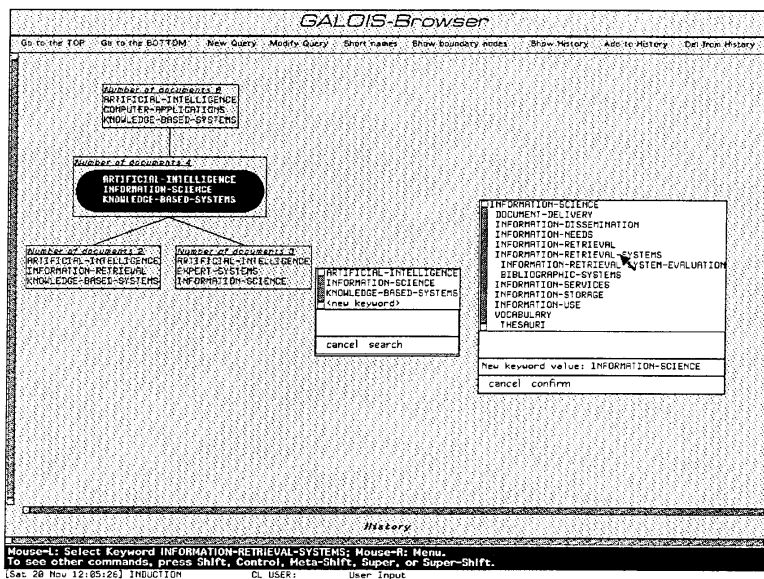 GALOIS-Browser
Go to the TOP Go to the BOTTOM New Query Modify Query Short names Show boundary nodes Show History Add to History Del from History
Number of documents 6
ARTIFICIAL-INTELLIGENCE
COMPUTER-APPLICATIONS
KNOWLEDGE-BASED-SYSTEMS
Number of documents 4
ARTIFICIAL-INTELLIGENCE
INFORMATION-SCIENCE
KNOWLEDGE-BASED-SYSTEMS
Number of documents 2
ARTIFICIAL-INTELLIGENCE
INFORMATION-RETRIEVAL
KNOWLEDGE-BASED-SYSTEMS
Number of documents 3
ARTIFICIAL-INTELLIGENCE
EXPERT-SYSTEMS
INFORMATION-SCIENCE
ARTIFICIAL-INTELLIGENCE
INFORMATION-SCIENCE
KNOWLEDGE-BASED-SYSTEMS
<new keyword>
cancel search
INFORMATION-SCIENCE
DOCUMENT-DELIVERY
INFORMATION-DISSEMINATION
INFORMATION-NEEDS
INFORMATION-RETRIEVAL
INFORMATION-RETRIEVAL-SYSTEMS
INFORMATION-RETRIEVAL-SYSTEM-EVALUATION
BIBLIOGRAPHIC-SYSTEMS
INFORMATION-SERVICES
INFORMATION-STORAGE
INFORMATION-USE
VOCABULARY
THESAURI
New keyword value: INFORMATION-SCIENCE
cancel confirm
History
Mouse-L: Select Keyword INFORMATION-RETRIEVAL-SYSTEMS; Mouse-R: Menu.
To see other commands, press Shift, Control, Meta-Shift, Super, or Super-Shift.
[Sat 20 Nov 12:05:26] INDUCTION CL USER: User Input